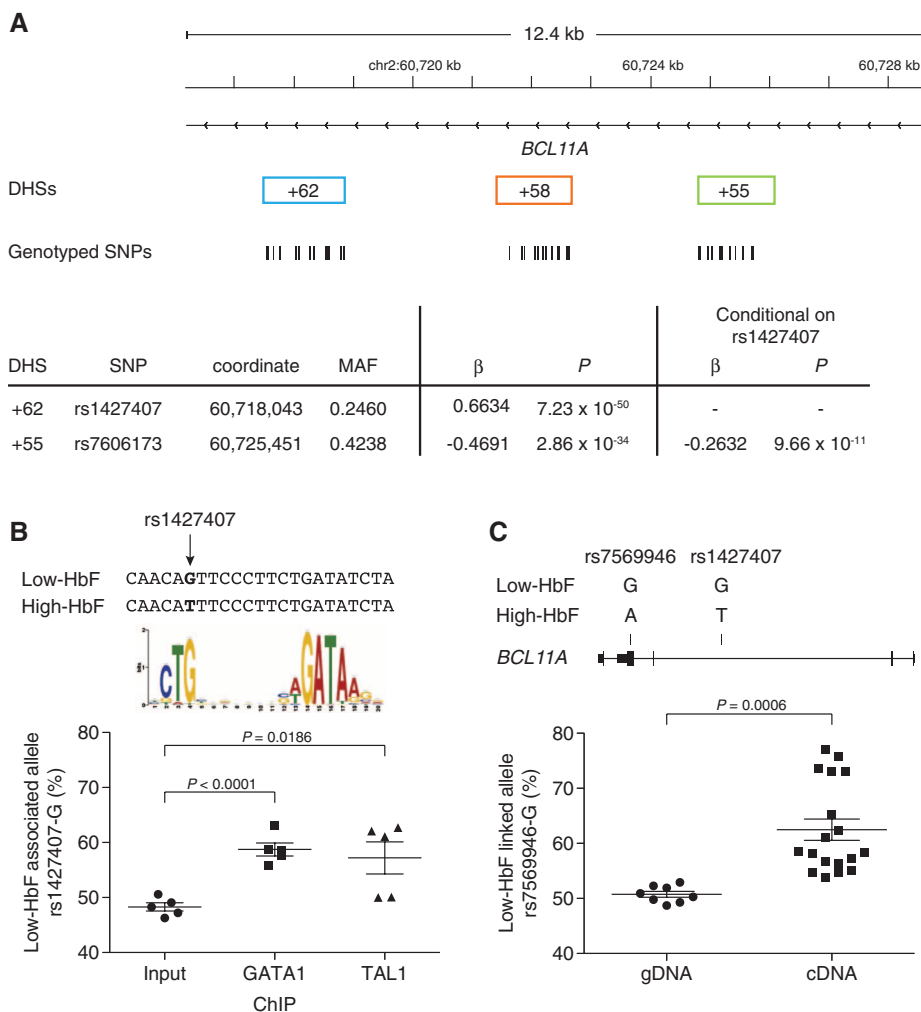 A
12.4 kb
chr2:60,720 kb 60,724 kb 60,728 kb
BCL11A
DHSs +62 +58 +55
Genotyped SNPs
Conditional on
rs1427407
DHS SNP coordinate MAF β P β P
+62 rs1427407 60,718,043 0.2460 0.6634 7.23 x 10⁻⁵⁰ - -
+55 rs7606173 60,725,451 0.4238 -0.4691 2.86 x 10⁻³⁴ -0.2632 9.66 x 10⁻¹¹
B
rs1427407
Low-HbF CAACAGTTCCCTTCTGATATCTA
High-HbF CAACATTTCCCTTCTGATATCTA
Low-HbF associated allele
rs1427407-G (%)
80
70
60
50
40
P = 0.0186
P < 0.0001
Input GATA1 TAL1
ChIP
C
rs7569946 rs1427407
Low-HbF G G
High-HbF A T
BCL11A
Low-HbF linked allele
rs7569946-G (%)
80
70
60
50
40
P = 0.0006
gDNA cDNA